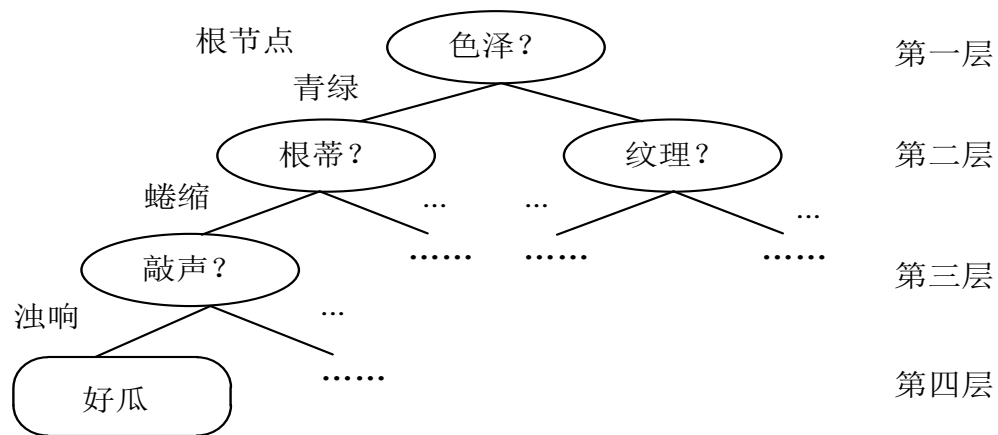 根节点
色泽？
第一层
青绿
根蒂？
纹理？
第二层
蜷缩
...
...
...
敲声？
……
……
……
第三层
浊响
...
好瓜
……
第四层